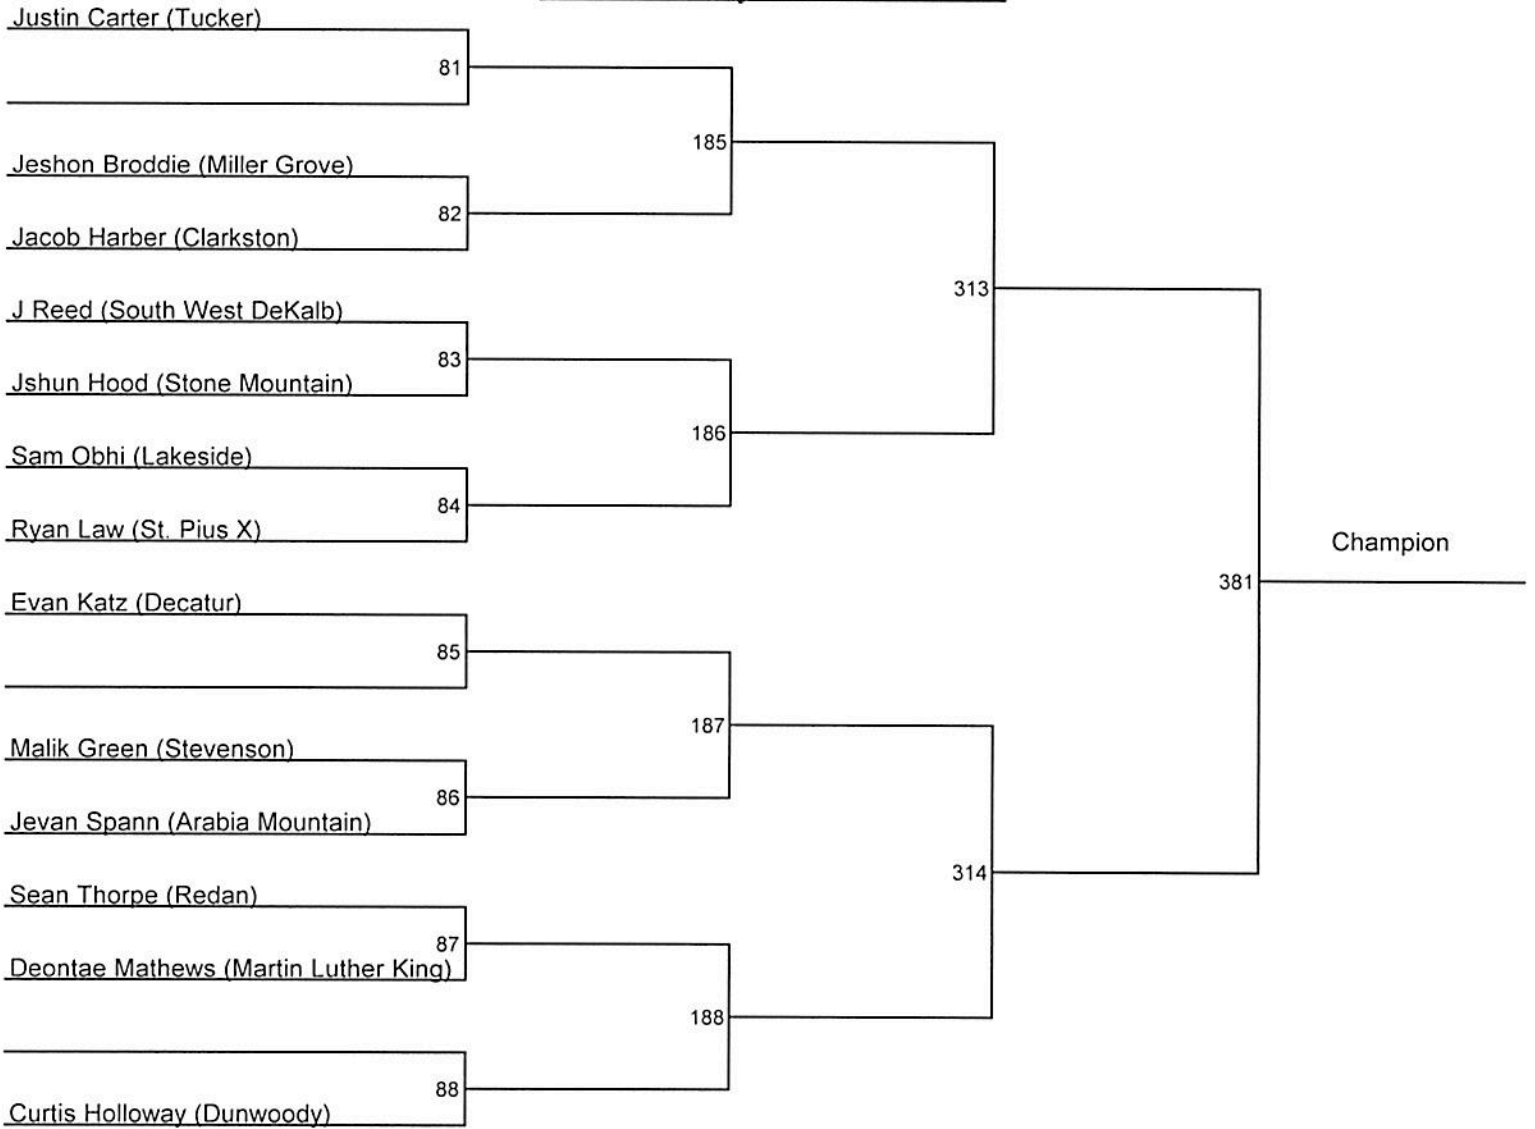 Justin Carter (Tucker)
81
185
Jeshon Broddie (Miller Grove)
82
Jacob Harber (Clarkston)
313
J Reed (South West DeKalb)
83
Jshun Hood (Stone Mountain)
186
Sam Obhi (Lakeside)
84
Ryan Law (St. Pius X)
Champion
381
Evan Katz (Decatur)
85
187
Malik Green (Stevenson)
86
Jevan Spann (Arabia Mountain)
314
Sean Thorpe (Redan)
87
Deontae Mathews (Martin Luther King)
188
88
Curtis Holloway (Dunwoody)